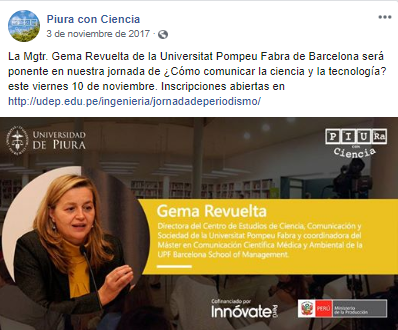 Piura con Ciencia
3 de noviembre de 2017 ·
La Mgtr. Gema Revuelta de la Universitat Pompeu Fabra de Barcelona será
ponente en nuestra jornada de ¿Cómo comunicar la ciencia y la tecnología?
este viernes 10 de noviembre. Inscripciones abiertas en
http://udep.edu.pe/ingenieria/jornadadeperiodismo/
UNIVERSIDAD
DE PIURA
PIURa
con
Ciencia
Gema Revuelta
Directora del Centro de Estudios de Ciencia, Comunicación y
Sociedad de la Universitat Pompeu Fabra y coordinadora del
Máster en Comunicación Científica Médica y Ambiental de la
UPF Barcelona School of Management.
Cofinanciado por
Innóvate Perú
PERÚ
Ministerio
de la Producción